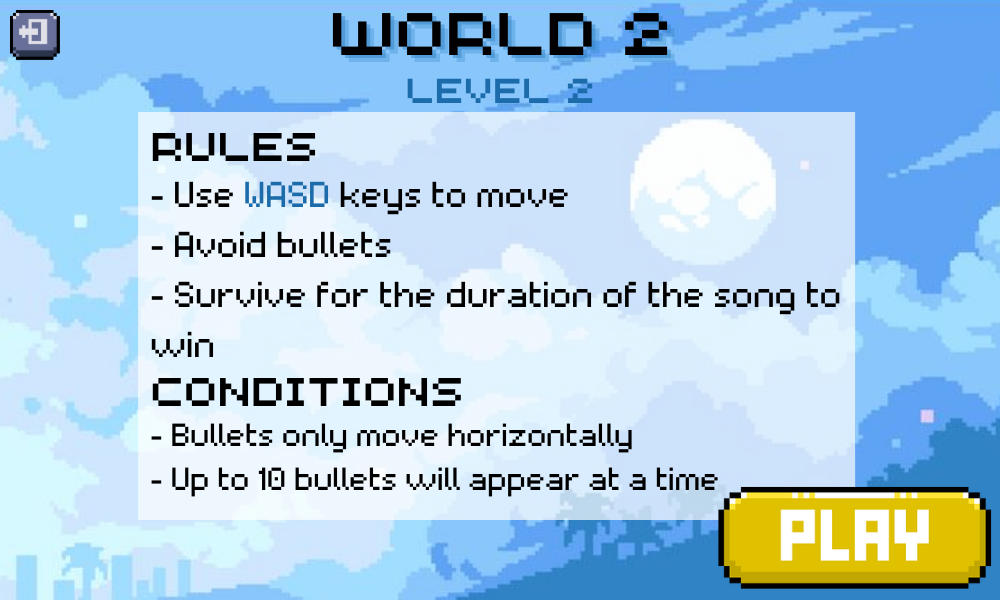 WORLD 2
LEVEL 2
RULES
- Use WASD keys to move
- Avoid bullets
- Survive for the duration of the song to
win
CONDITIONS
- Bullets only move horizontally
- Up to 10 bullets will appear at a time
PLAY